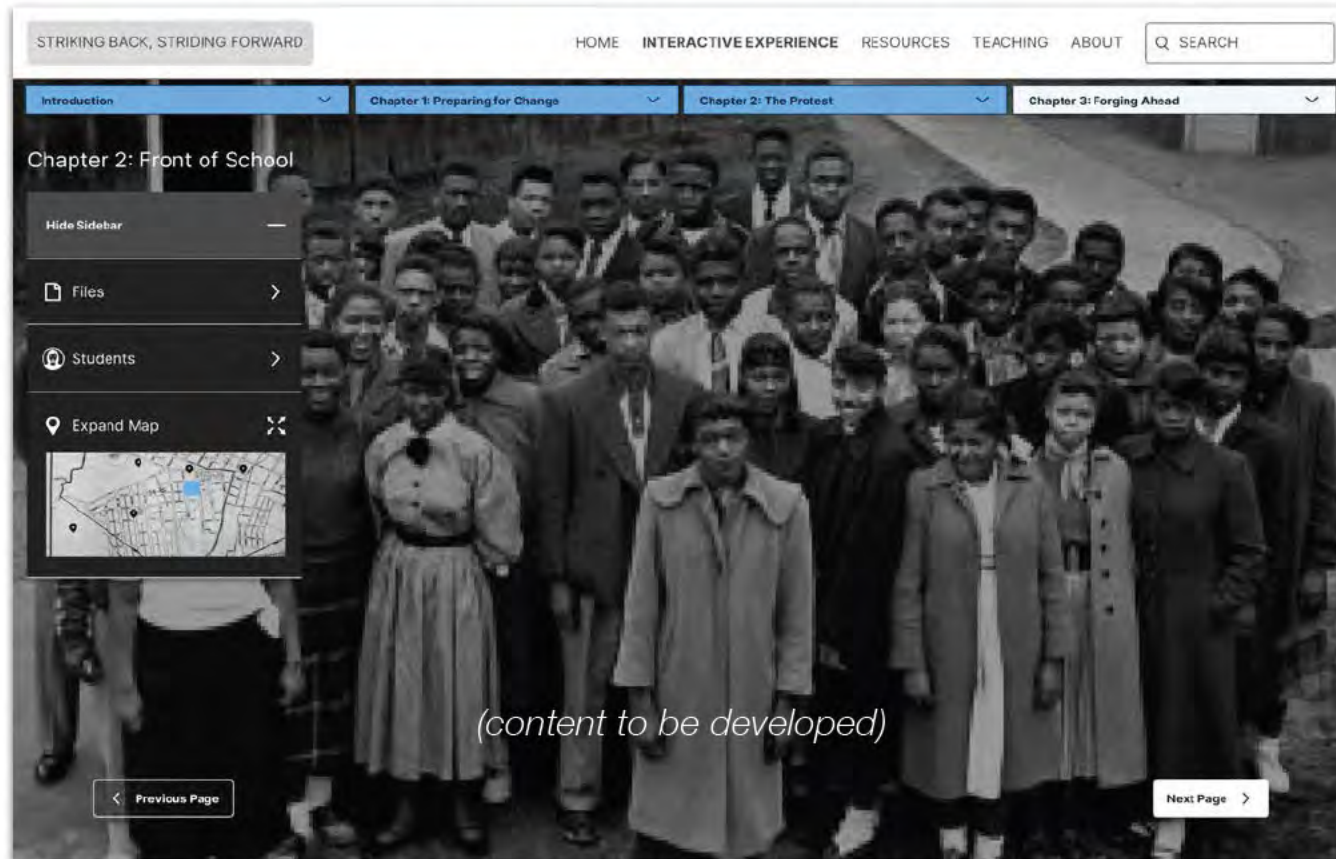 STRIKING BACK, STRIDING FORWARD
HOME INTERACTIVE EXPERIENCE RESOURCES TEACHING ABOUT SEARCH
Introduction
Chapter 1: Preparing for Change
Chapter 2: The Protest
Chapter 3: Forging Ahead
Chapter 2: Front of School
Hide Sidebar
Files
Students
Expand Map
(content to be developed)
Previous Page
Next Page